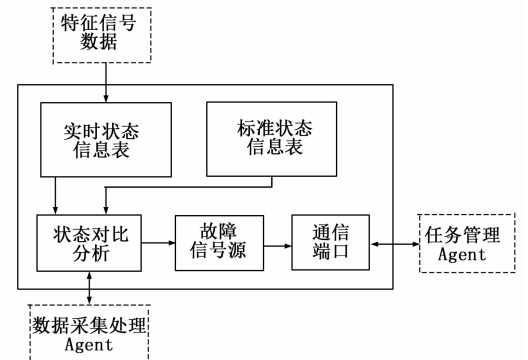 特征信号
数据
实时状态
信息表
标准状态
信息表
状态对比
分析
故障
信号源
通信
端口
任务管理
Agent
数据采集处理
Agent